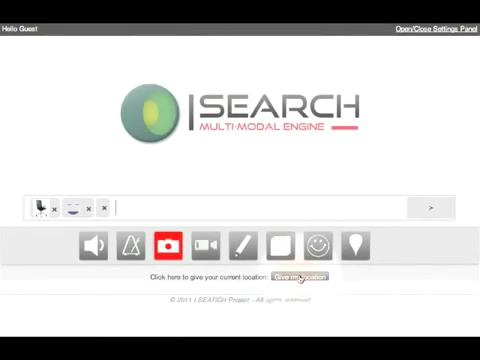 Hello Guest
Open/Close Settings Panel
I SEARCH
MULTI-MODAL ENGINE
× × ×
>
Click here to give your current location: Give my location
© 2011 I-SEARCH Project - All rights reserved